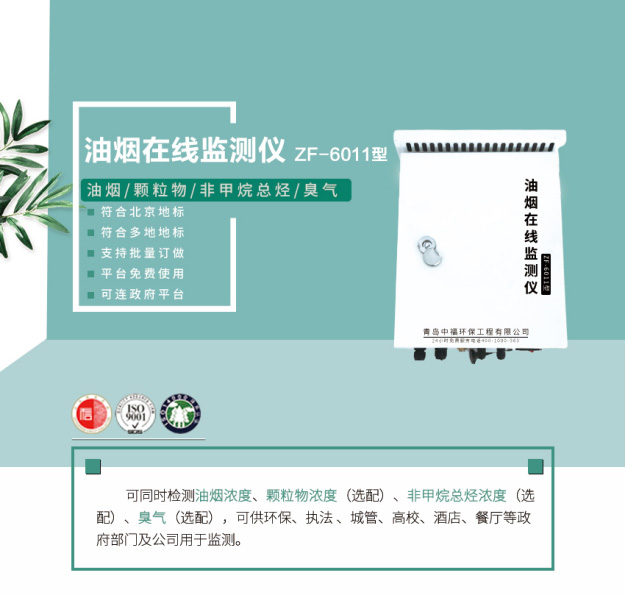 油烟在线监测仪 ZF-6011型
油烟/颗粒物/非甲烷总烃/臭气
符合北京地标
符合多地地标
支持批量订做
平台免费使用
可连政府平台
油烟在线监测仪
ZF-6011型
青岛中福环保工程有限公司
信
ISO
9001
SGS
可同时检测油烟浓度、颗粒物浓度（选配）、非甲烷总烃浓度（选
配）、臭气（选配），可供环保、执法、城管、高校、酒店、餐厅等政
府部门及公司用于监测。